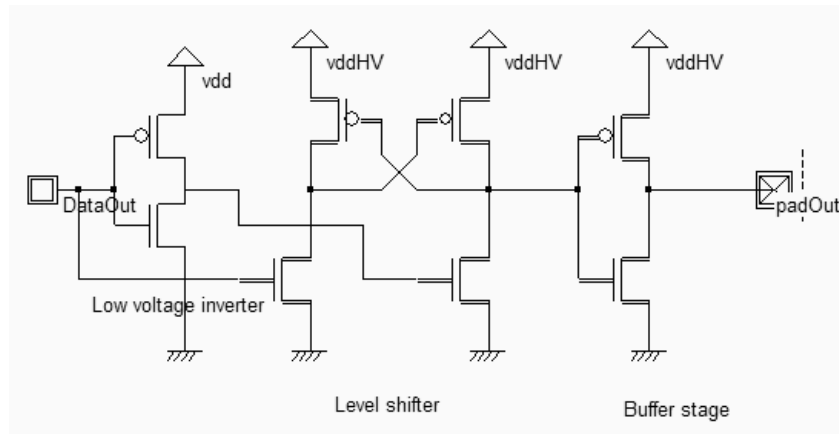 vddHV
vddHV
vddHV
vdd
DataOut
padOut
Low voltage inverter
Level shifter
Buffer stage